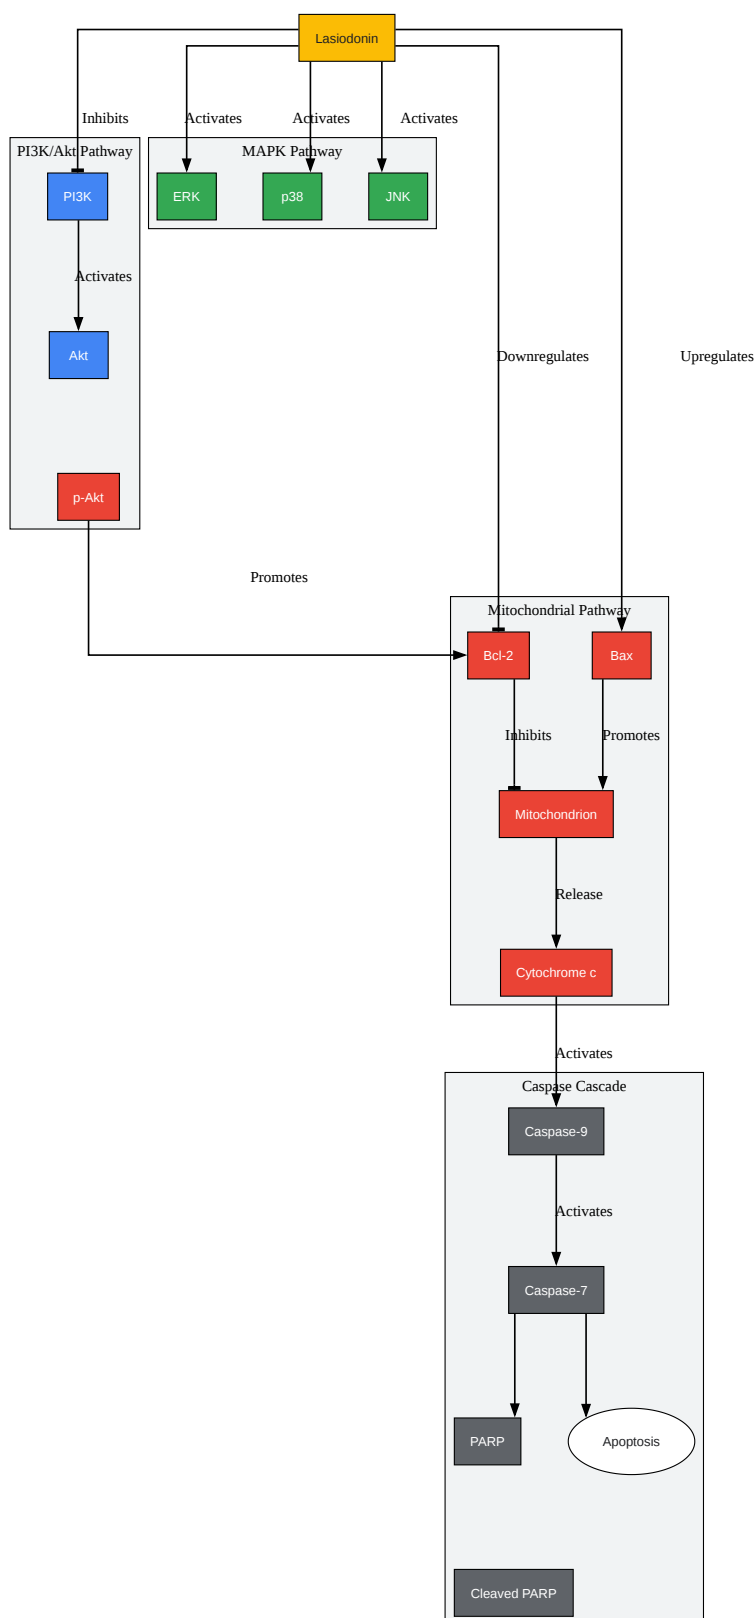 Lasiodonin
Inhibits
Activates
Activates
Activates
PI3K/Akt Pathway
MAPK Pathway
PI3K
ERK
p38
JNK
Activates
Akt
Downregulates
Upregulates
p-Akt
Promotes
Mitochondrial Pathway
Bcl-2
Bax
Inhibits
Promotes
Mitochondrion
Release
Cytochrome c
Activates
Caspase Cascade
Caspase-9
Activates
Caspase-7
PARP
Apoptosis
Cleaved PARP